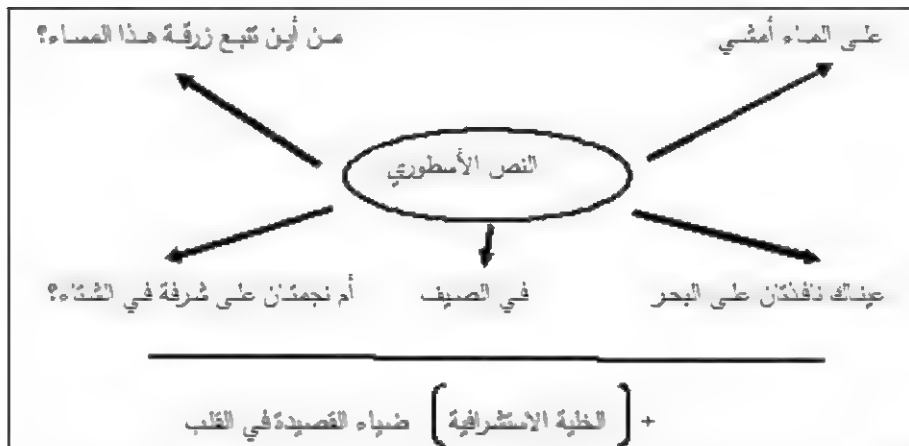 على الماء أمشي
من أين تنبع زرقة هذا المساء؟
النص الأسطوري
عيناك نافذتان على البحر
في الصيف
أم نجمتان على شرفة في الشتاء؟
+ [الخلية الاستشرافية] ضياء القصيدة في القلب